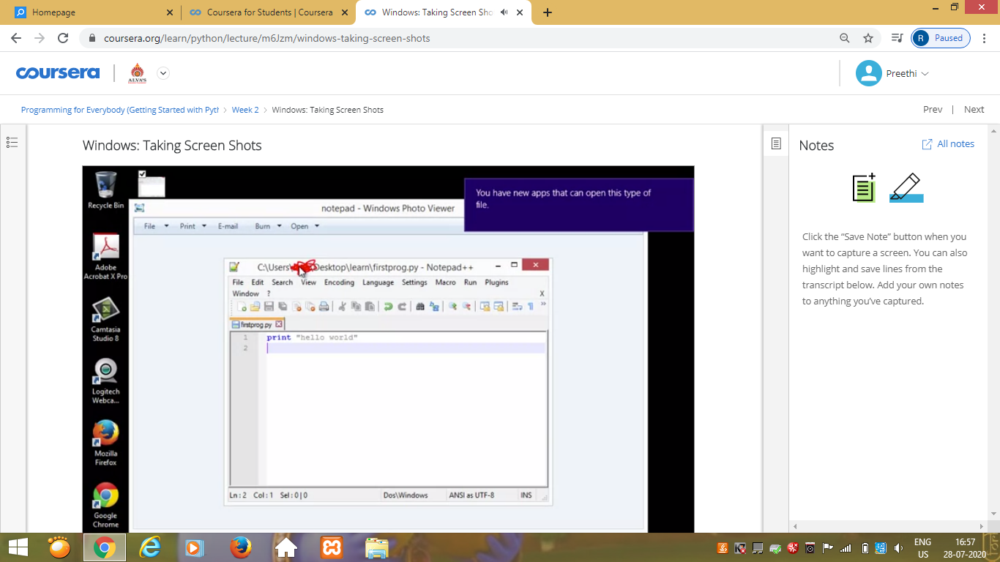 Homepage
Coursera for Students | Coursera
Windows: Taking Screen Sho
coursera.org/learn/python/lecture/m6Jzm/windows-taking-screen-shots
R Paused
coursera
ALVA'S
Preethi
Programming for Everybody (Getting Started with Pyth
Week 2
Windows: Taking Screen Shots
Prev | Next
Windows: Taking Screen Shots
Recycle Bin
Adobe
Acrobat X Pro
Camtasia
Studio 8
Logitech
Webca...
Mozilla
Firefox
Google
Chrome
notepad - Windows Photo Viewer
You have new apps that can open this type of
file.
File Print E-mail Burn Open
C:\Users\ Desktop\learn\firstprog.py - Notepad++
File Edit Search View Encoding Language Settings Macro Run Plugins
Window ? X
firstprog.py
1 print "hello world"
2
Ln : 2 Col : 1 Sel : 0 | 0 Dos\Windows ANSI as UTF-8 INS
Notes
All notes
Click the “Save Note” button when you
want to capture a screen. You can also
highlight and save lines from the
transcript below. Add your own notes
to anything you’ve captured.
ENG
US
16:57
28-07-2020